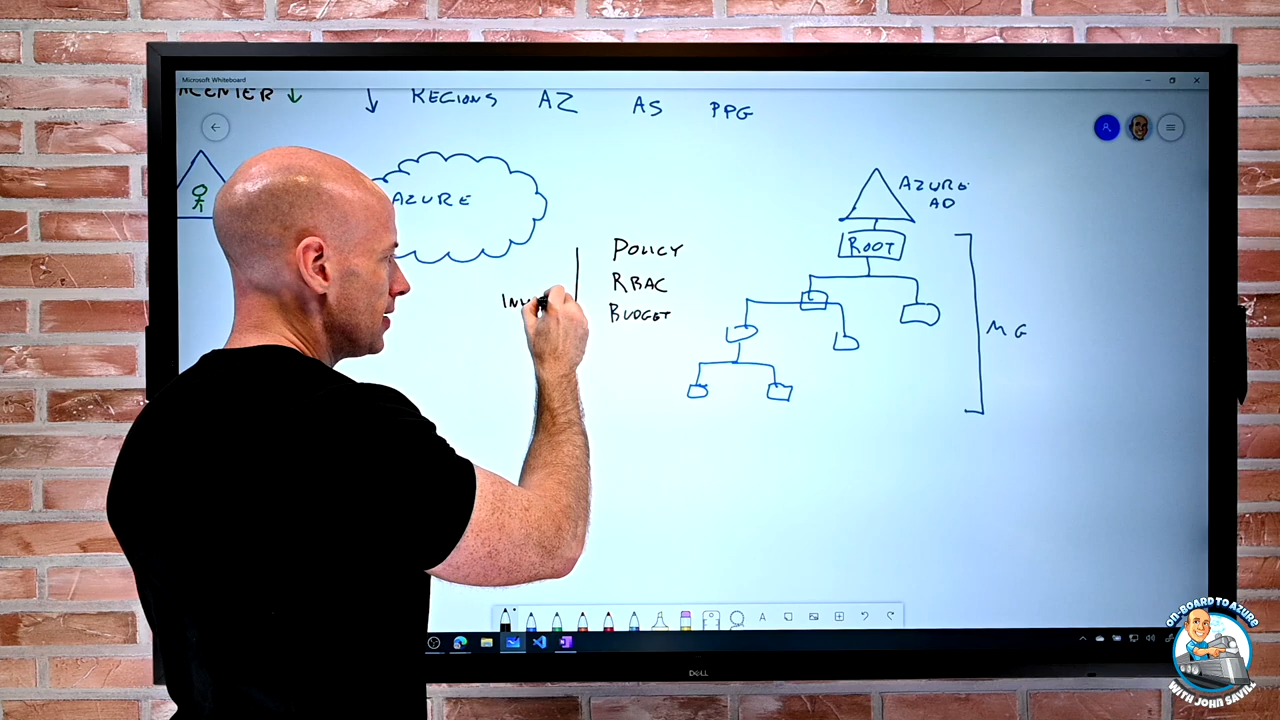 Microsoft Whiteboard
REGIONS AZ AS PPG
AZURE
AZURE
AD
ROOT
POLICY
RBAC
BUDGET
MG
A
DELL
ON-BOARD TO AZURE
WITH JOHN SAVILL